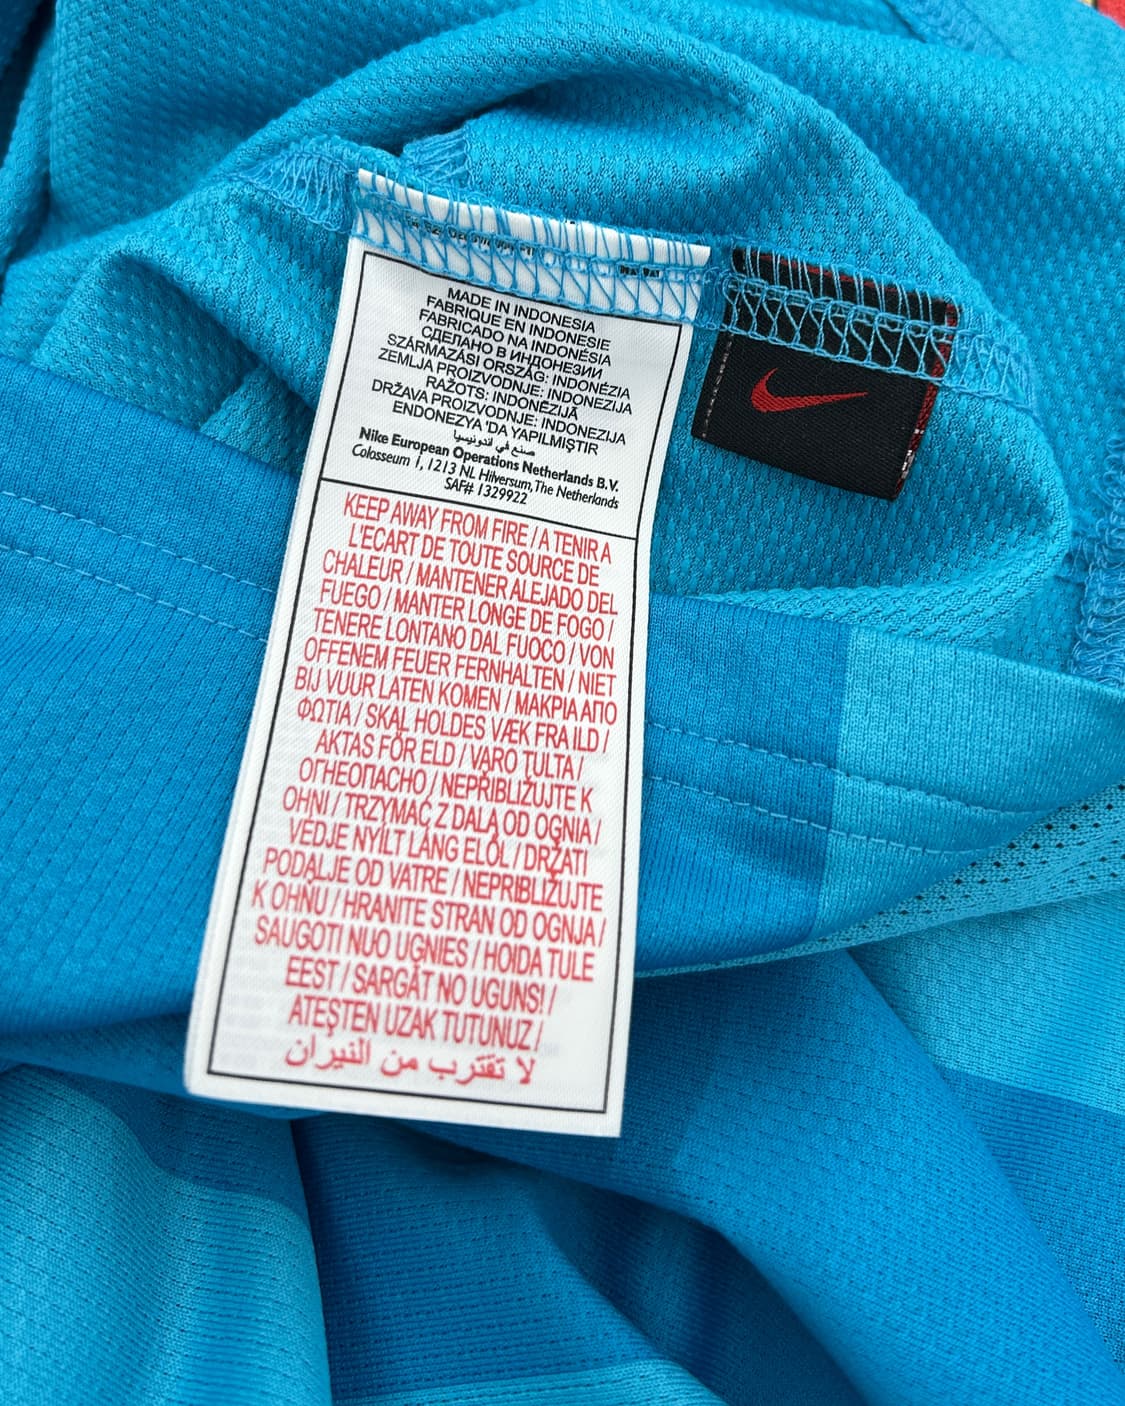 MADE IN INDONESIA
FABRIQUE EN INDONESIE
FABRICADO NA INDONÉSIA
СДЕЛАНО В ИНДОНЕЗИИ
SZÁRMAZÁSI ORSZÁG: INDONÉZIA
ZEMLJA PROIZVODNJE: INDONEZIJA
RAŽOTS: INDONĒZIJĀ
DRŽAVA PROIZVODNJE: INDONEZIJA
ENDONEZYA 'DA YAPILMIŞTIR
صنع في اندونيسيا
Nike European Operations Netherlands B.V.
Colosseum 1, 1213 NL Hilversum, The Netherlands
SAF# 1329922
KEEP AWAY FROM FIRE / A TENIR A
L'ECART DE TOUTE SOURCE DE
CHALEUR / MANTENER ALEJADO DEL
FUEGO / MANTER LONGE DE FOGO /
TENERE LONTANO DAL FUOCO / VON
OFFENEM FEUER FERNHALTEN / NIET
BIJ VUUR LATEN KOMEN / ΜΑΚΡΙΑ ΑΠΟ
ΦΩΤΙΑ / SKAL HOLDES VÆK FRA ILD /
AKTAS FÖR ELD / VARO TULTA /
ОГНЕОПАСНО / NEPŘIBLIŽUJTE K
OHNI / TRZYMAĆ Z DALA OD OGNIA /
VÉDJE NYÍLT LÁNG ELŐL / DRŽATI
PODALJE OD VATRE / NEPRIBLIŽUJTE
K OHŇU / HRANITE STRAN OD OGNJA /
SAUGOTI NUO UGNIES / HOIDA TULE
EEST / SARGĀT NO UGUNS! /
ATEŞTEN UZAK TUTUNUZ /
لا تقترب من النيران